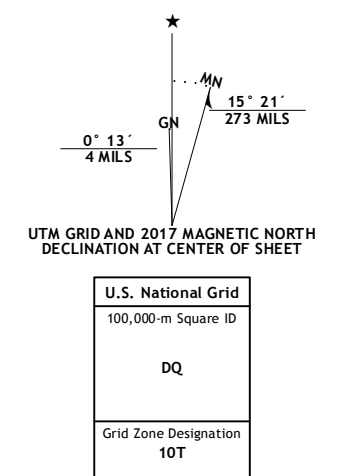 ★
MN
15° 21´
273 MILS
GN
0° 13´
4 MILS
UTM GRID AND 2017 MAGNETIC NORTH
DECLINATION AT CENTER OF SHEET
U.S. National Grid
100,000-m Square ID
DQ
Grid Zone Designation
10T